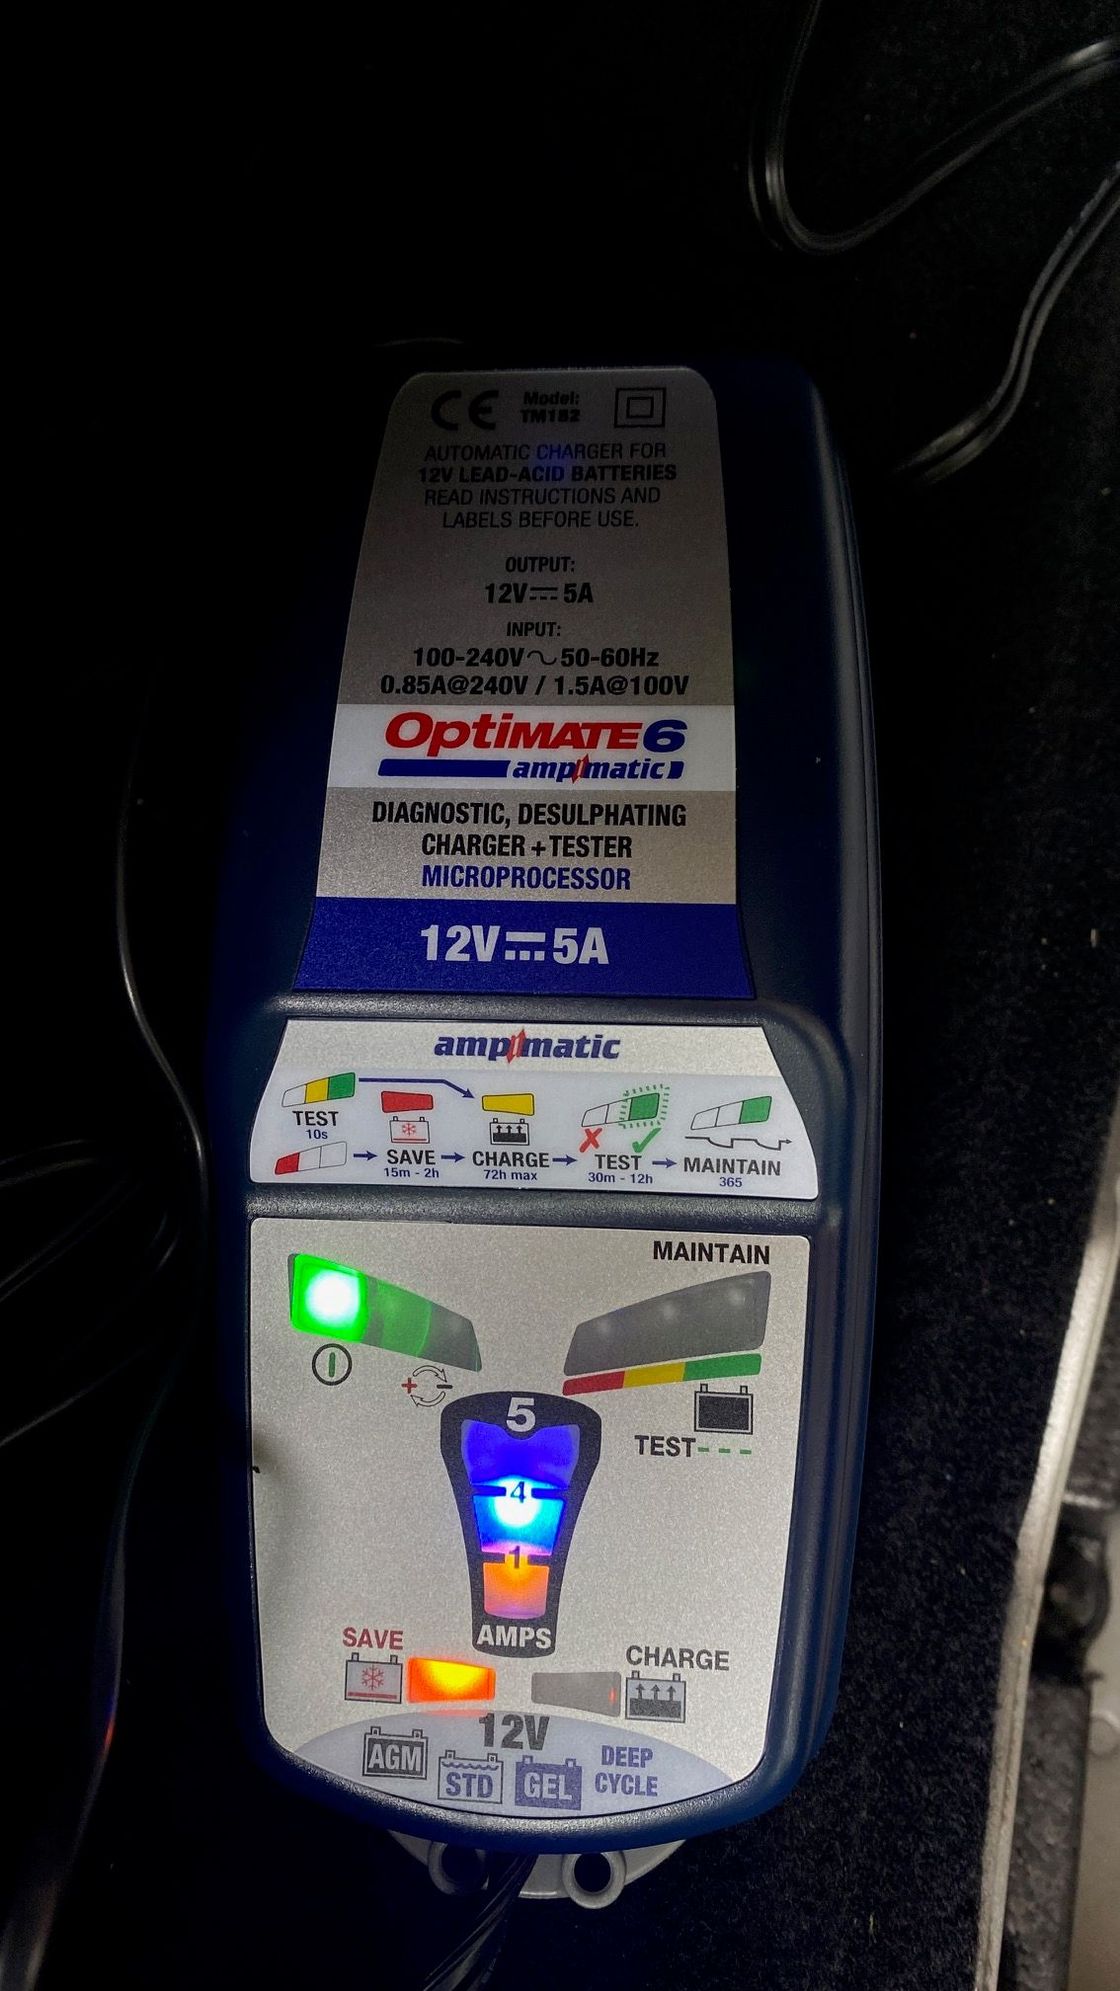 CE Model:
TM182
AUTOMATIC CHARGER FOR
12V LEAD-ACID BATTERIES
READ INSTRUCTIONS AND
LABELS BEFORE USE.
OUTPUT:
12V⎓5A
INPUT:
100-240V～50-60Hz
0.85A@240V / 1.5A@100V
OptiMATE6
ampmatic
DIAGNOSTIC, DESULPHATING
CHARGER + TESTER
MICROPROCESSOR
12V⎓5A
ampmatic
TEST
10s
SAVE
15m - 2h
CHARGE
72h max
TEST
30m - 12h
MAINTAIN
365
MAINTAIN
TEST---
5
4
1
AMPS
SAVE
CHARGE
12V
AGM
STD
GEL
DEEP
CYCLE